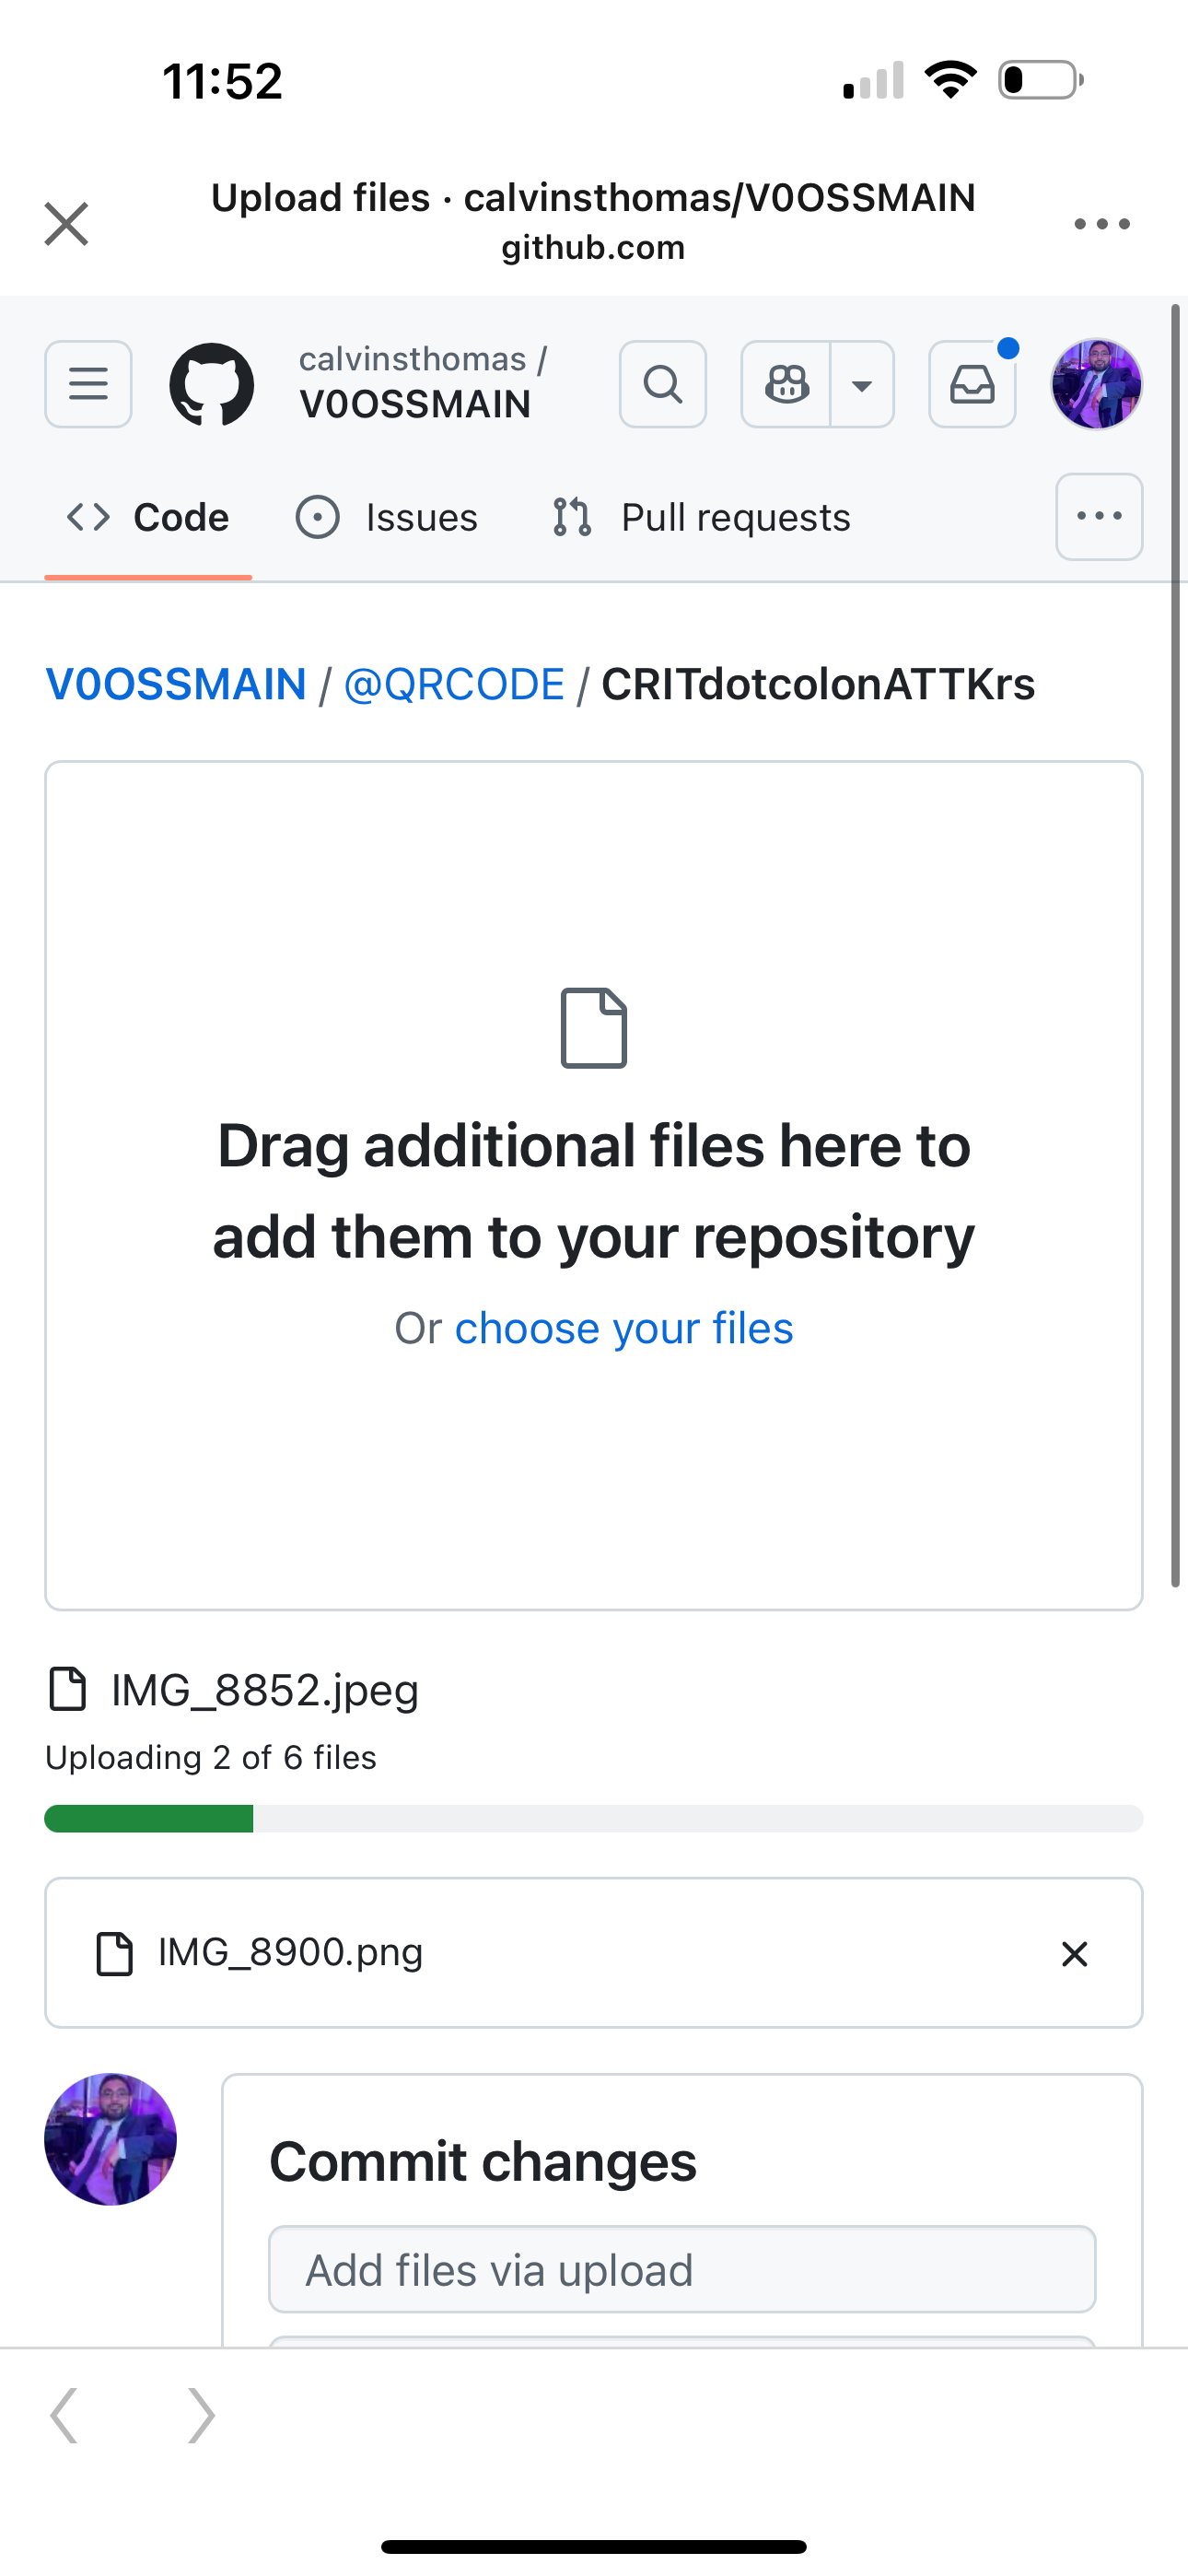 11:52
Upload files · calvinsthomas/V0OSSMAIN
github.com
calvinsthomas /
V0OSSMAIN
Code
Issues
Pull requests
V0OSSMAIN / @QRCODE / CRITdotcolonATTKrs
Drag additional files here to
add them to your repository
Or choose your files
IMG_8852.jpeg
Uploading 2 of 6 files
IMG_8900.png
Commit changes
Add files via upload